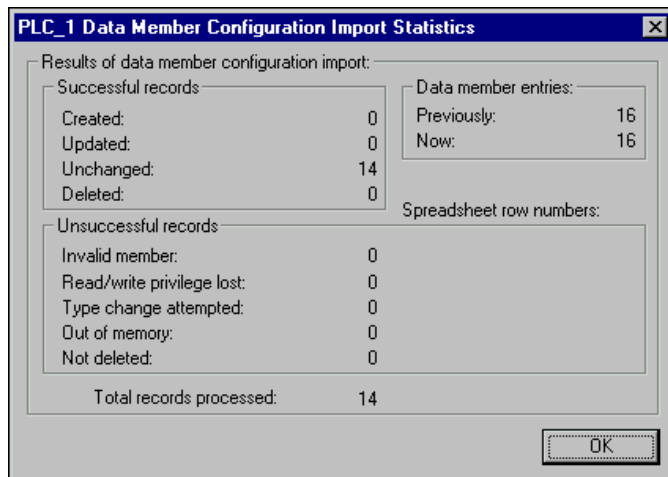 PLC_1 Data Member Configuration Import Statistics
Results of data member configuration import:
Successful records
Created: 0
Updated: 0
Unchanged: 14
Deleted: 0
Data member entries:
Previously: 16
Now: 16
Spreadsheet row numbers:
Unsuccessful records
Invalid member: 0
Read/write privilege lost: 0
Type change attempted: 0
Out of memory: 0
Not deleted: 0
Total records processed: 14
OK